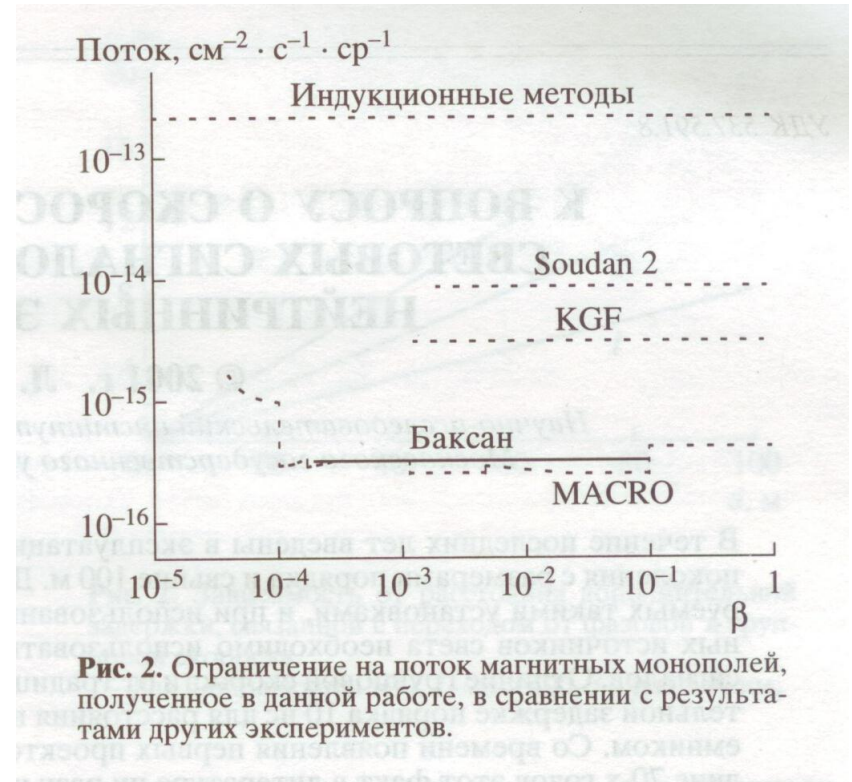 Поток, см⁻² · с⁻¹ · ср⁻¹
Индукционные методы
10⁻¹³
Soudan 2
10⁻¹⁴
KGF
10⁻¹⁵
Баксан
MACRO
10⁻¹⁶
10⁻⁵ 10⁻⁴ 10⁻³ 10⁻² 10⁻¹ 1
β
Рис. 2. Ограничение на поток магнитных монополей,
полученное в данной работе, в сравнении с результа-
тами других экспериментов.